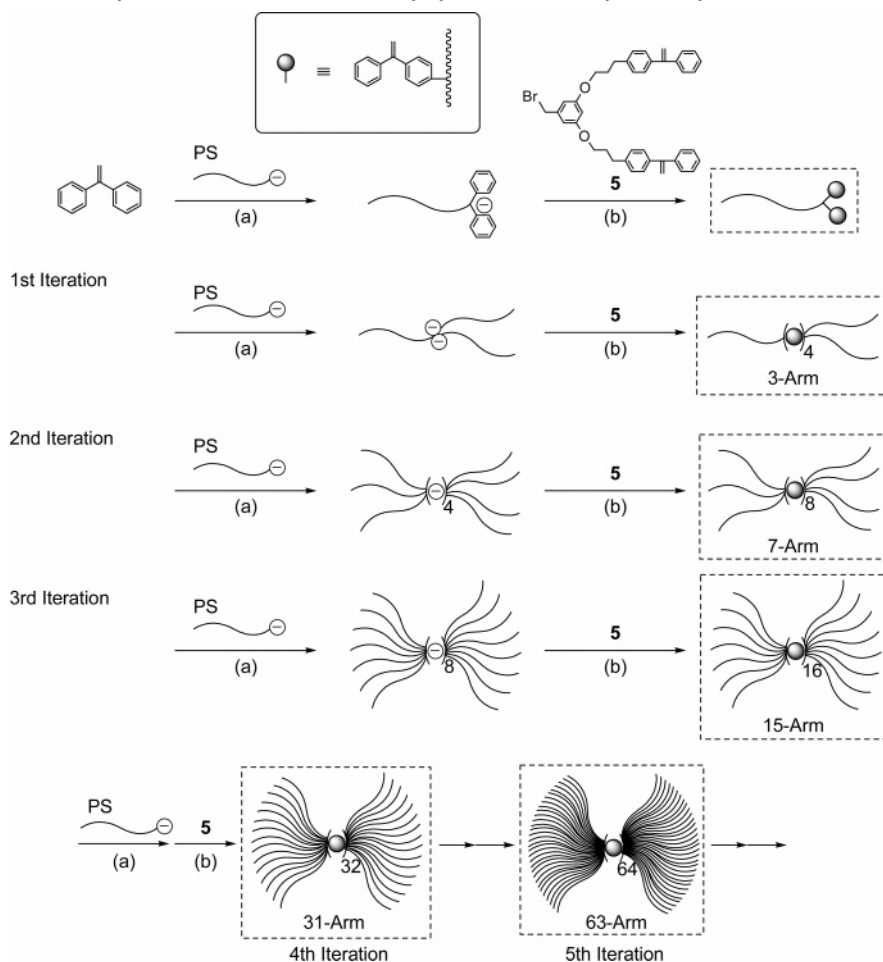 ≡
Br
O
O
PS
−
−
5
(a)
(b)
1st Iteration
PS
−
−
−
5
(a)
(b)
4
3-Arm
2nd Iteration
PS
−
(−)
4
5
(a)
(b)
8
7-Arm
3rd Iteration
PS
−
(−)
8
5
(a)
(b)
16
15-Arm
PS
−
5
(a)
(b)
32
31-Arm
4th Iteration
64
63-Arm
5th Iteration